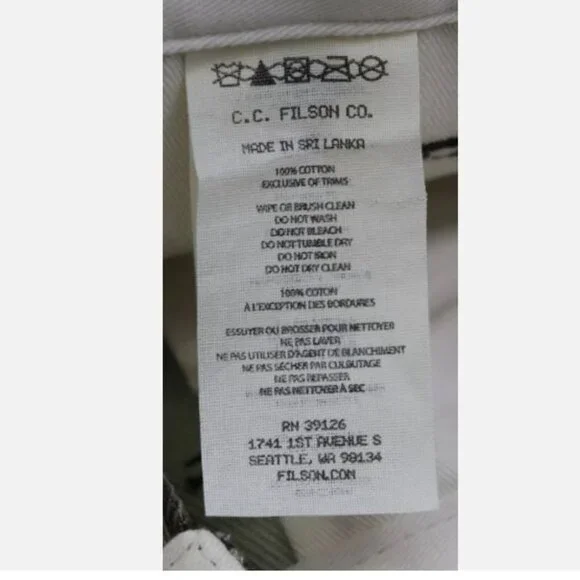 C.C. FILSON CO.
MADE IN SRI LANKA
100% COTTON
EXCLUSIVE OF TRIMS
WIPE OR BRUSH CLEAN
DO NOT WASH
DO NOT BLEACH
DO NOT TUMBLE DRY
DO NOT IRON
DO NOT DRY CLEAN
100% COTON
A L'EXCEPTION DES BORDURES
ESSUYER OU BROSSER POUR NETTOYER
NE PAS LAVER
NE PAS UTILISER D'AGENT DE BLANCHIMENT
NE PAS SÉCHER PAR CULBUTAGE
NE PAS REPASSER
NE PAS NETTOYER À SEC
RN 39126
1741 1ST AVENUE S
SEATTLE, WA 98134
FILSON.COM